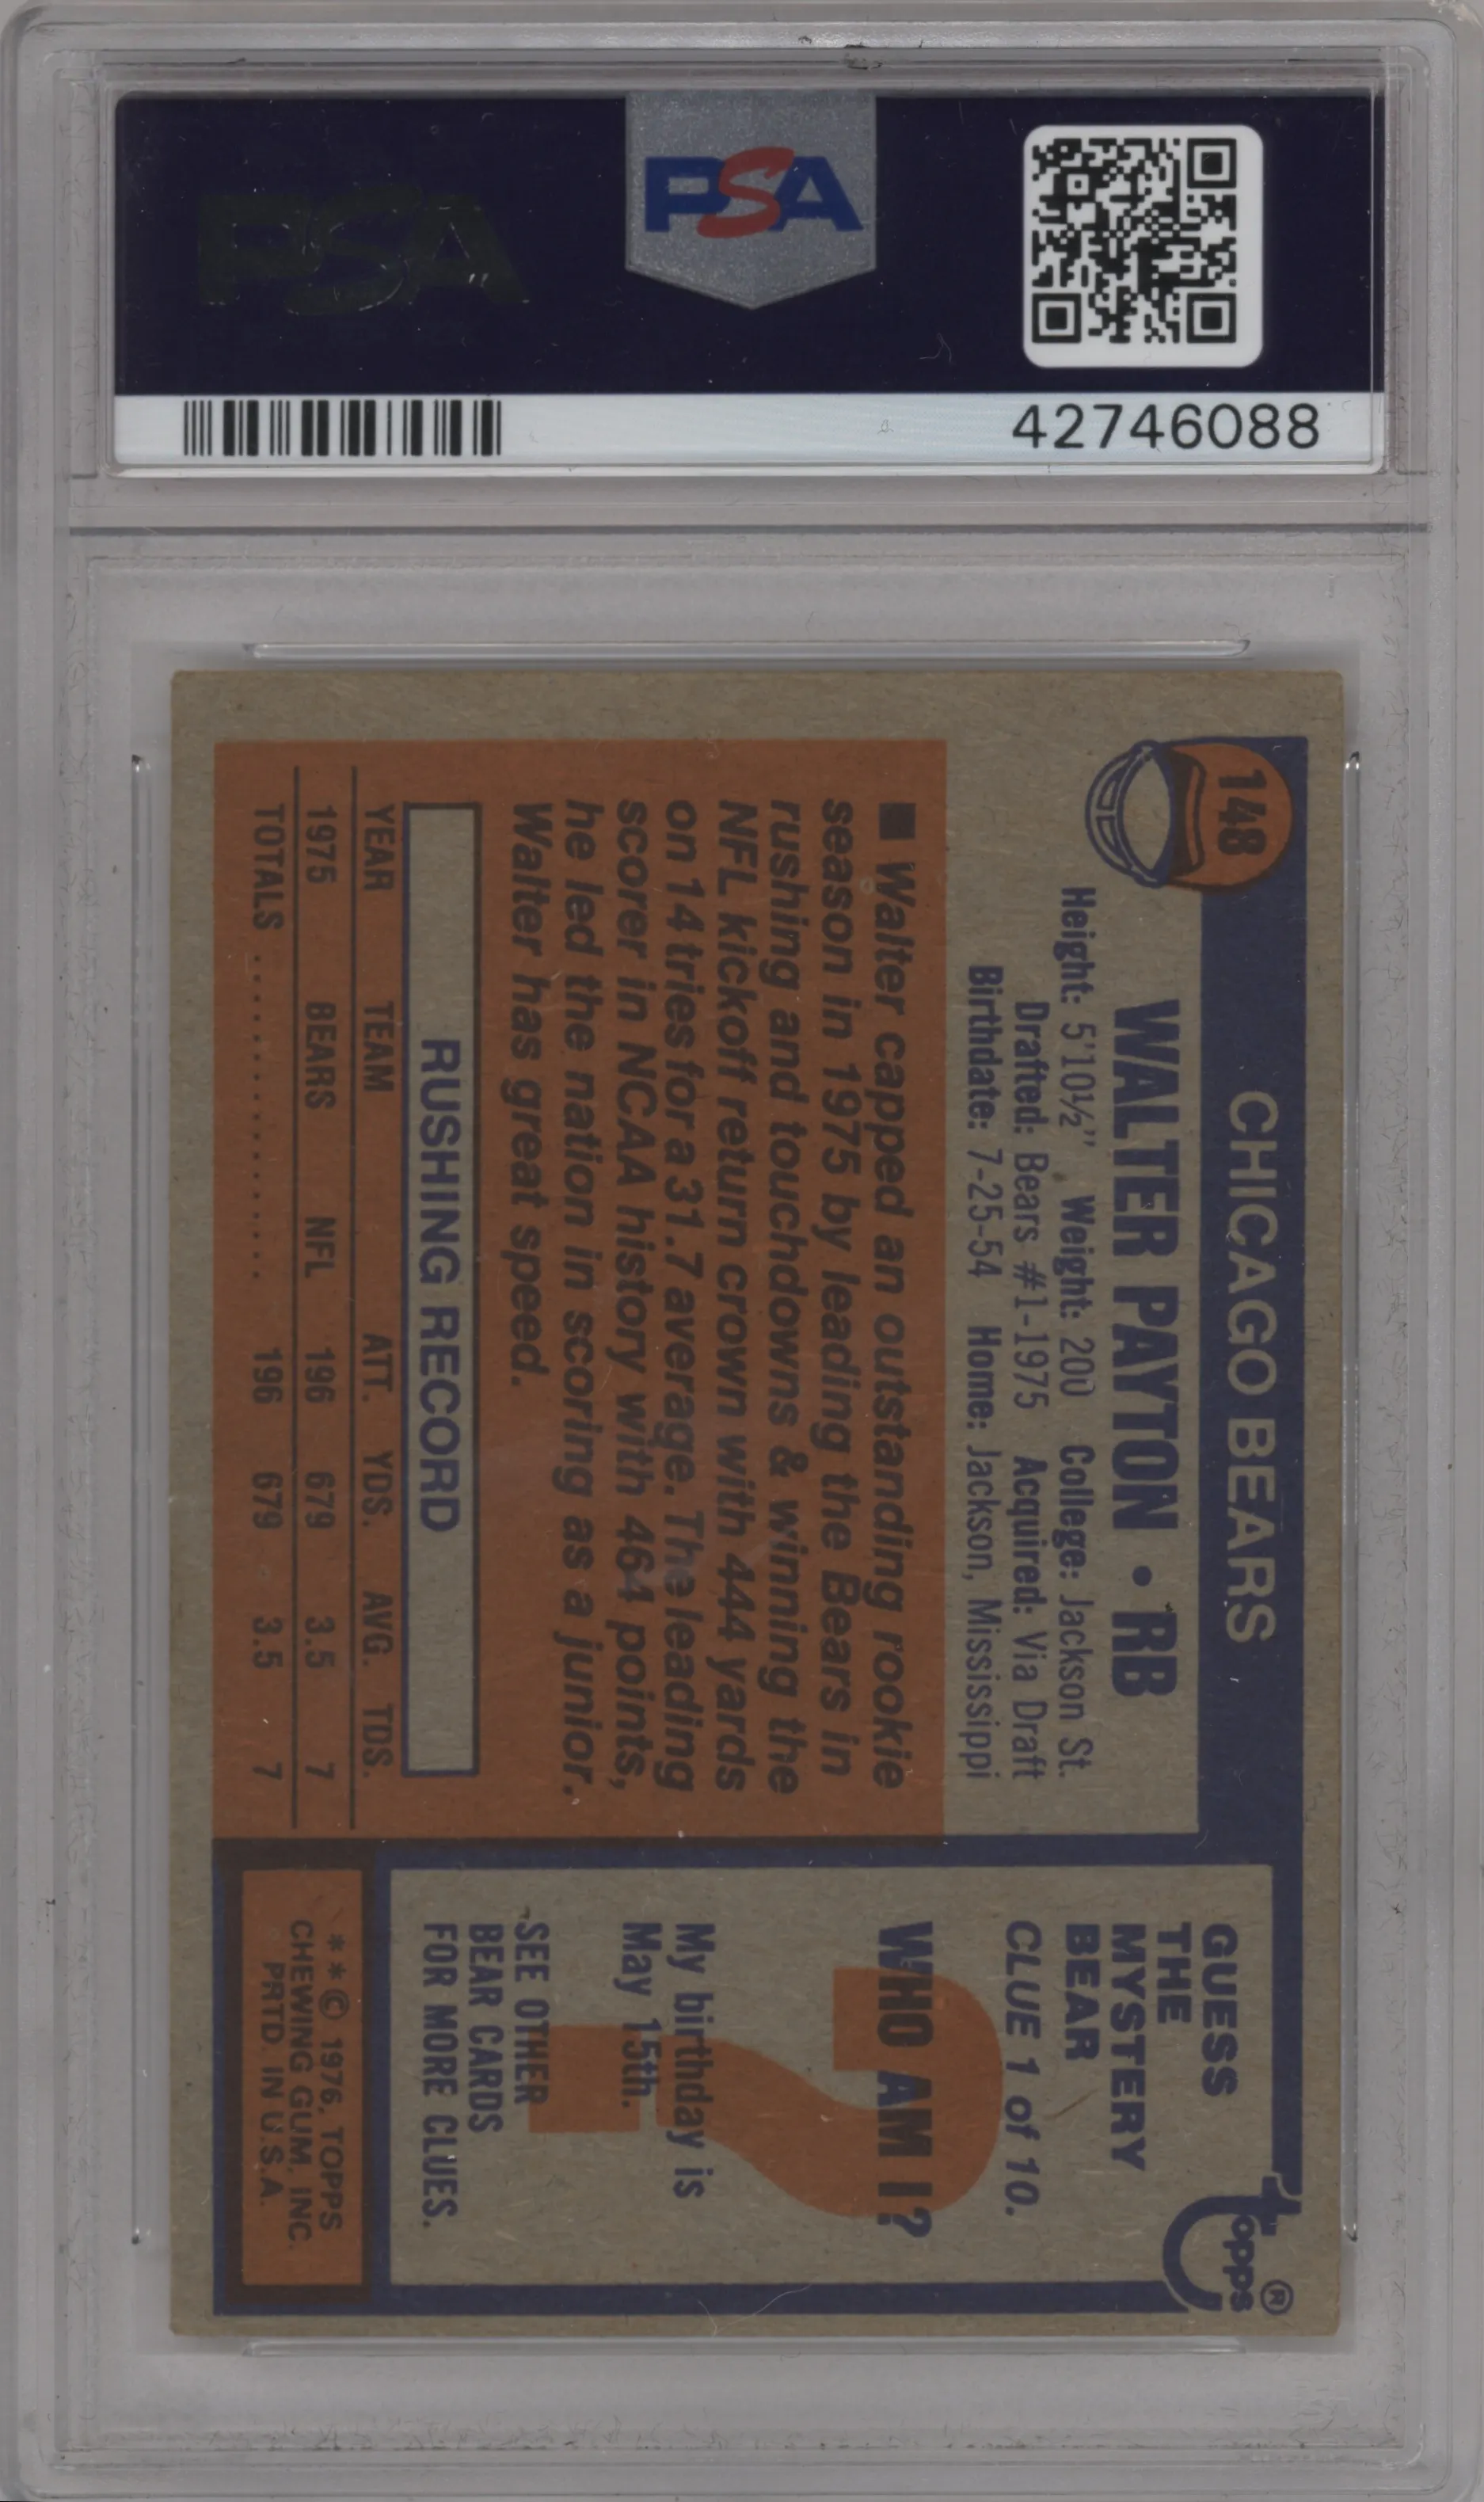 PSA
PSA
42746088
148
CHICAGO BEARS
WALTER PAYTON • RB
Height: 5'10½" Weight: 200 College: Jackson St.
Drafted: Bears #1-1975 Acquired: Via Draft
Birthdate: 7-25-54 Home: Jackson, Mississippi
■ Walter capped an outstanding rookie
season in 1975 by leading the Bears in
rushing and touchdowns & winning the
NFL kickoff return crown with 444 yards
on 14 tries for a 31.7 average. The leading
scorer in NCAA history with 464 points,
he led the nation in scoring as a junior.
Walter has great speed.
RUSHING RECORD
YEAR TEAM ATT. YDS. AVG. TDS.
1975 BEARS NFL 196 679 3.5 7
TOTALS .................... 196 679 3.5 7
topps®
GUESS
THE
MYSTERY
BEAR
CLUE 1 of 10.
WHO AM I?
?
My birthday is
May 15th.
SEE OTHER
BEAR CARDS
FOR MORE CLUES.
**© 1976, TOPPS
CHEWING GUM, INC.
PRTD. IN U.S.A.